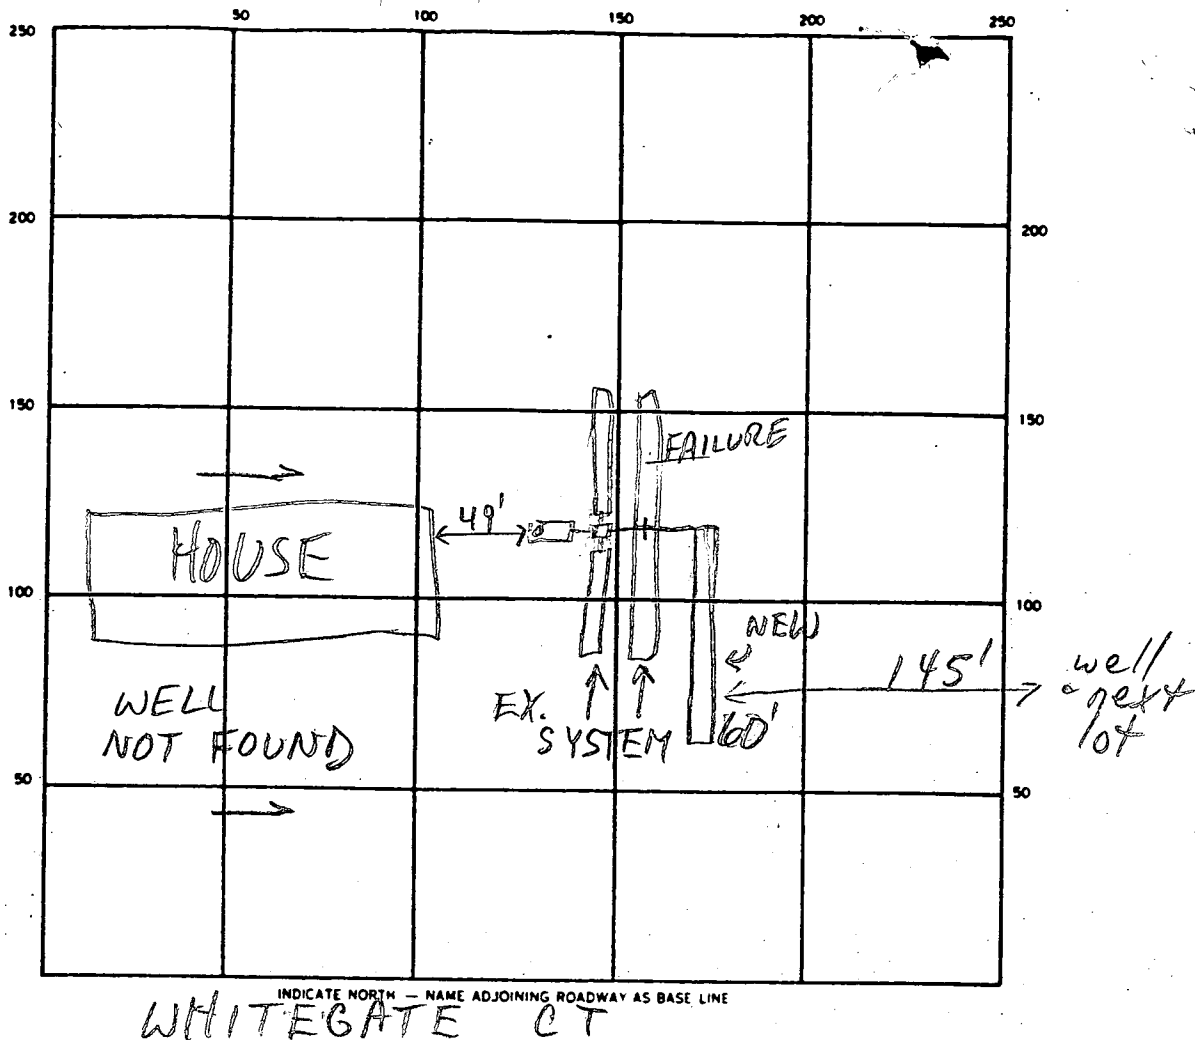 50 100 150 200 250
250
200 200
150 150
FAILURE
49'
HOUSE
100 100
NEW
145' well
next
lot
WELL EX.
NOT FOUND SYSTEM 60'
50 50
INDICATE NORTH — NAME ADJOINING ROADWAY AS BASE LINE
WHITEGATE CT